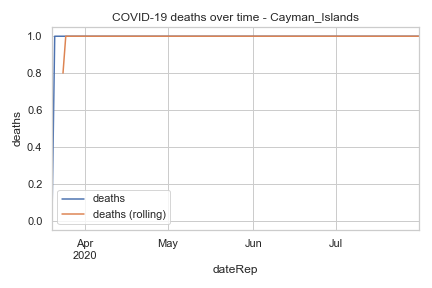 COVID-19 deaths over time - Cayman_Islands
deaths
1.0
0.8
0.6
0.4
0.2
0.0
deaths
deaths (rolling)
Apr
2020
May
Jun
Jul
dateRep